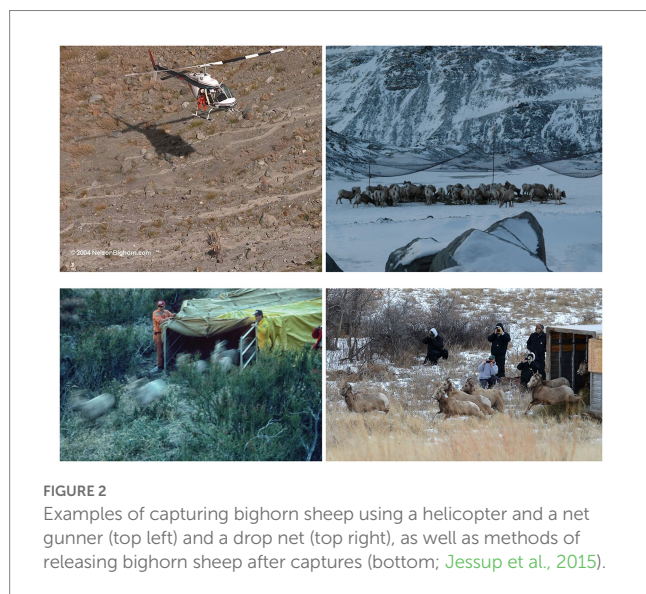 © 2004 NelsonBighorn.com
FIGURE 2
Examples of capturing bighorn sheep using a helicopter and a net
gunner (top left) and a drop net (top right), as well as methods of
releasing bighorn sheep after captures (bottom; Jessup et al., 2015).